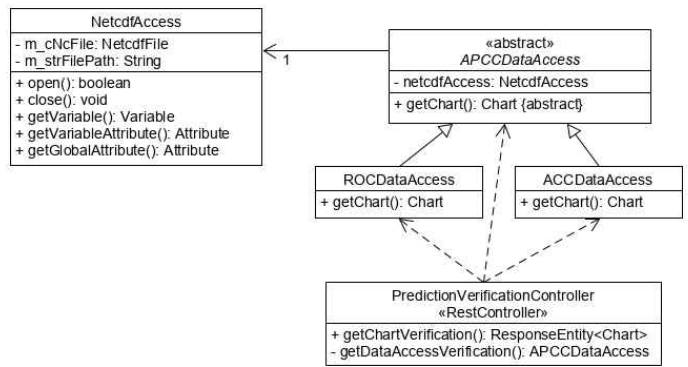 NetcdfAccess
- m_cNcFile: NetcdfFile
- m_strFilePath: String
+ open(): boolean
+ close(): void
+ getVariable(): Variable
+ getVariableAttribute(): Attribute
+ getGlobalAttribute(): Attribute
1
«abstract»
APCCDataAccess
- netcdfAccess: NetcdfAccess
+ getChart(): Chart {abstract}
ROCDataAccess
+ getChart(): Chart
ACCDataAccess
+ getChart(): Chart
PredictionVerificationController
«RestController»
+ getChartVerification(): ResponseEntity<Chart>
- getDataAccessVerification(): APCCDataAccess